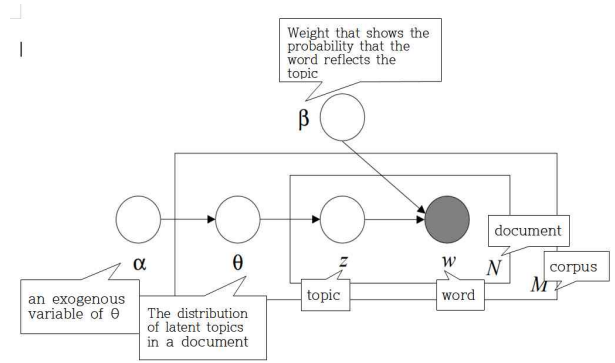 Weight that shows the
probability that the
word reflects the
topic
β
α
θ
z
w
N
M
document
corpus
an exogenous
variable of θ
The distribution
of latent topics
in a document
topic
word